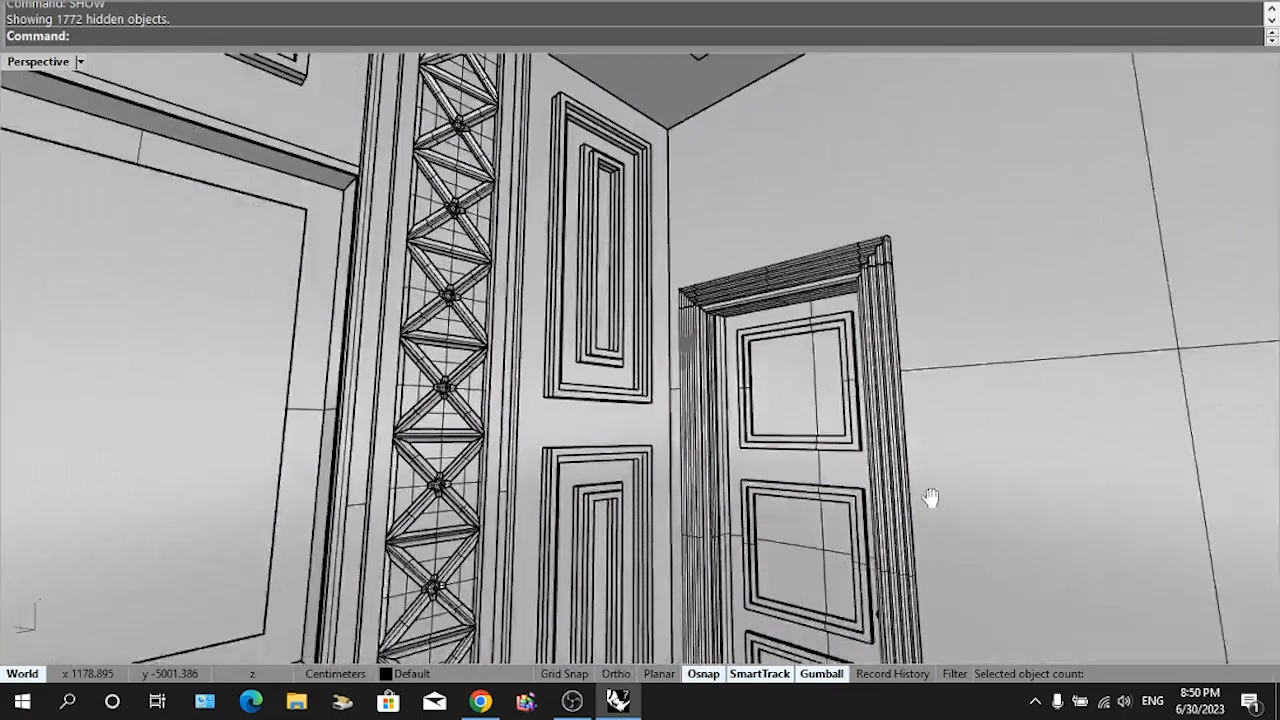 Command: SHOW
Showing 1772 hidden objects.
Command:
Perspective
World x 1178.895 y -5001.386 z Centimeters Default Grid Snap Ortho Planar Osnap SmartTrack Gumball Record History Filter Selected object count:
ENG
8:50 PM
6/30/2023
1